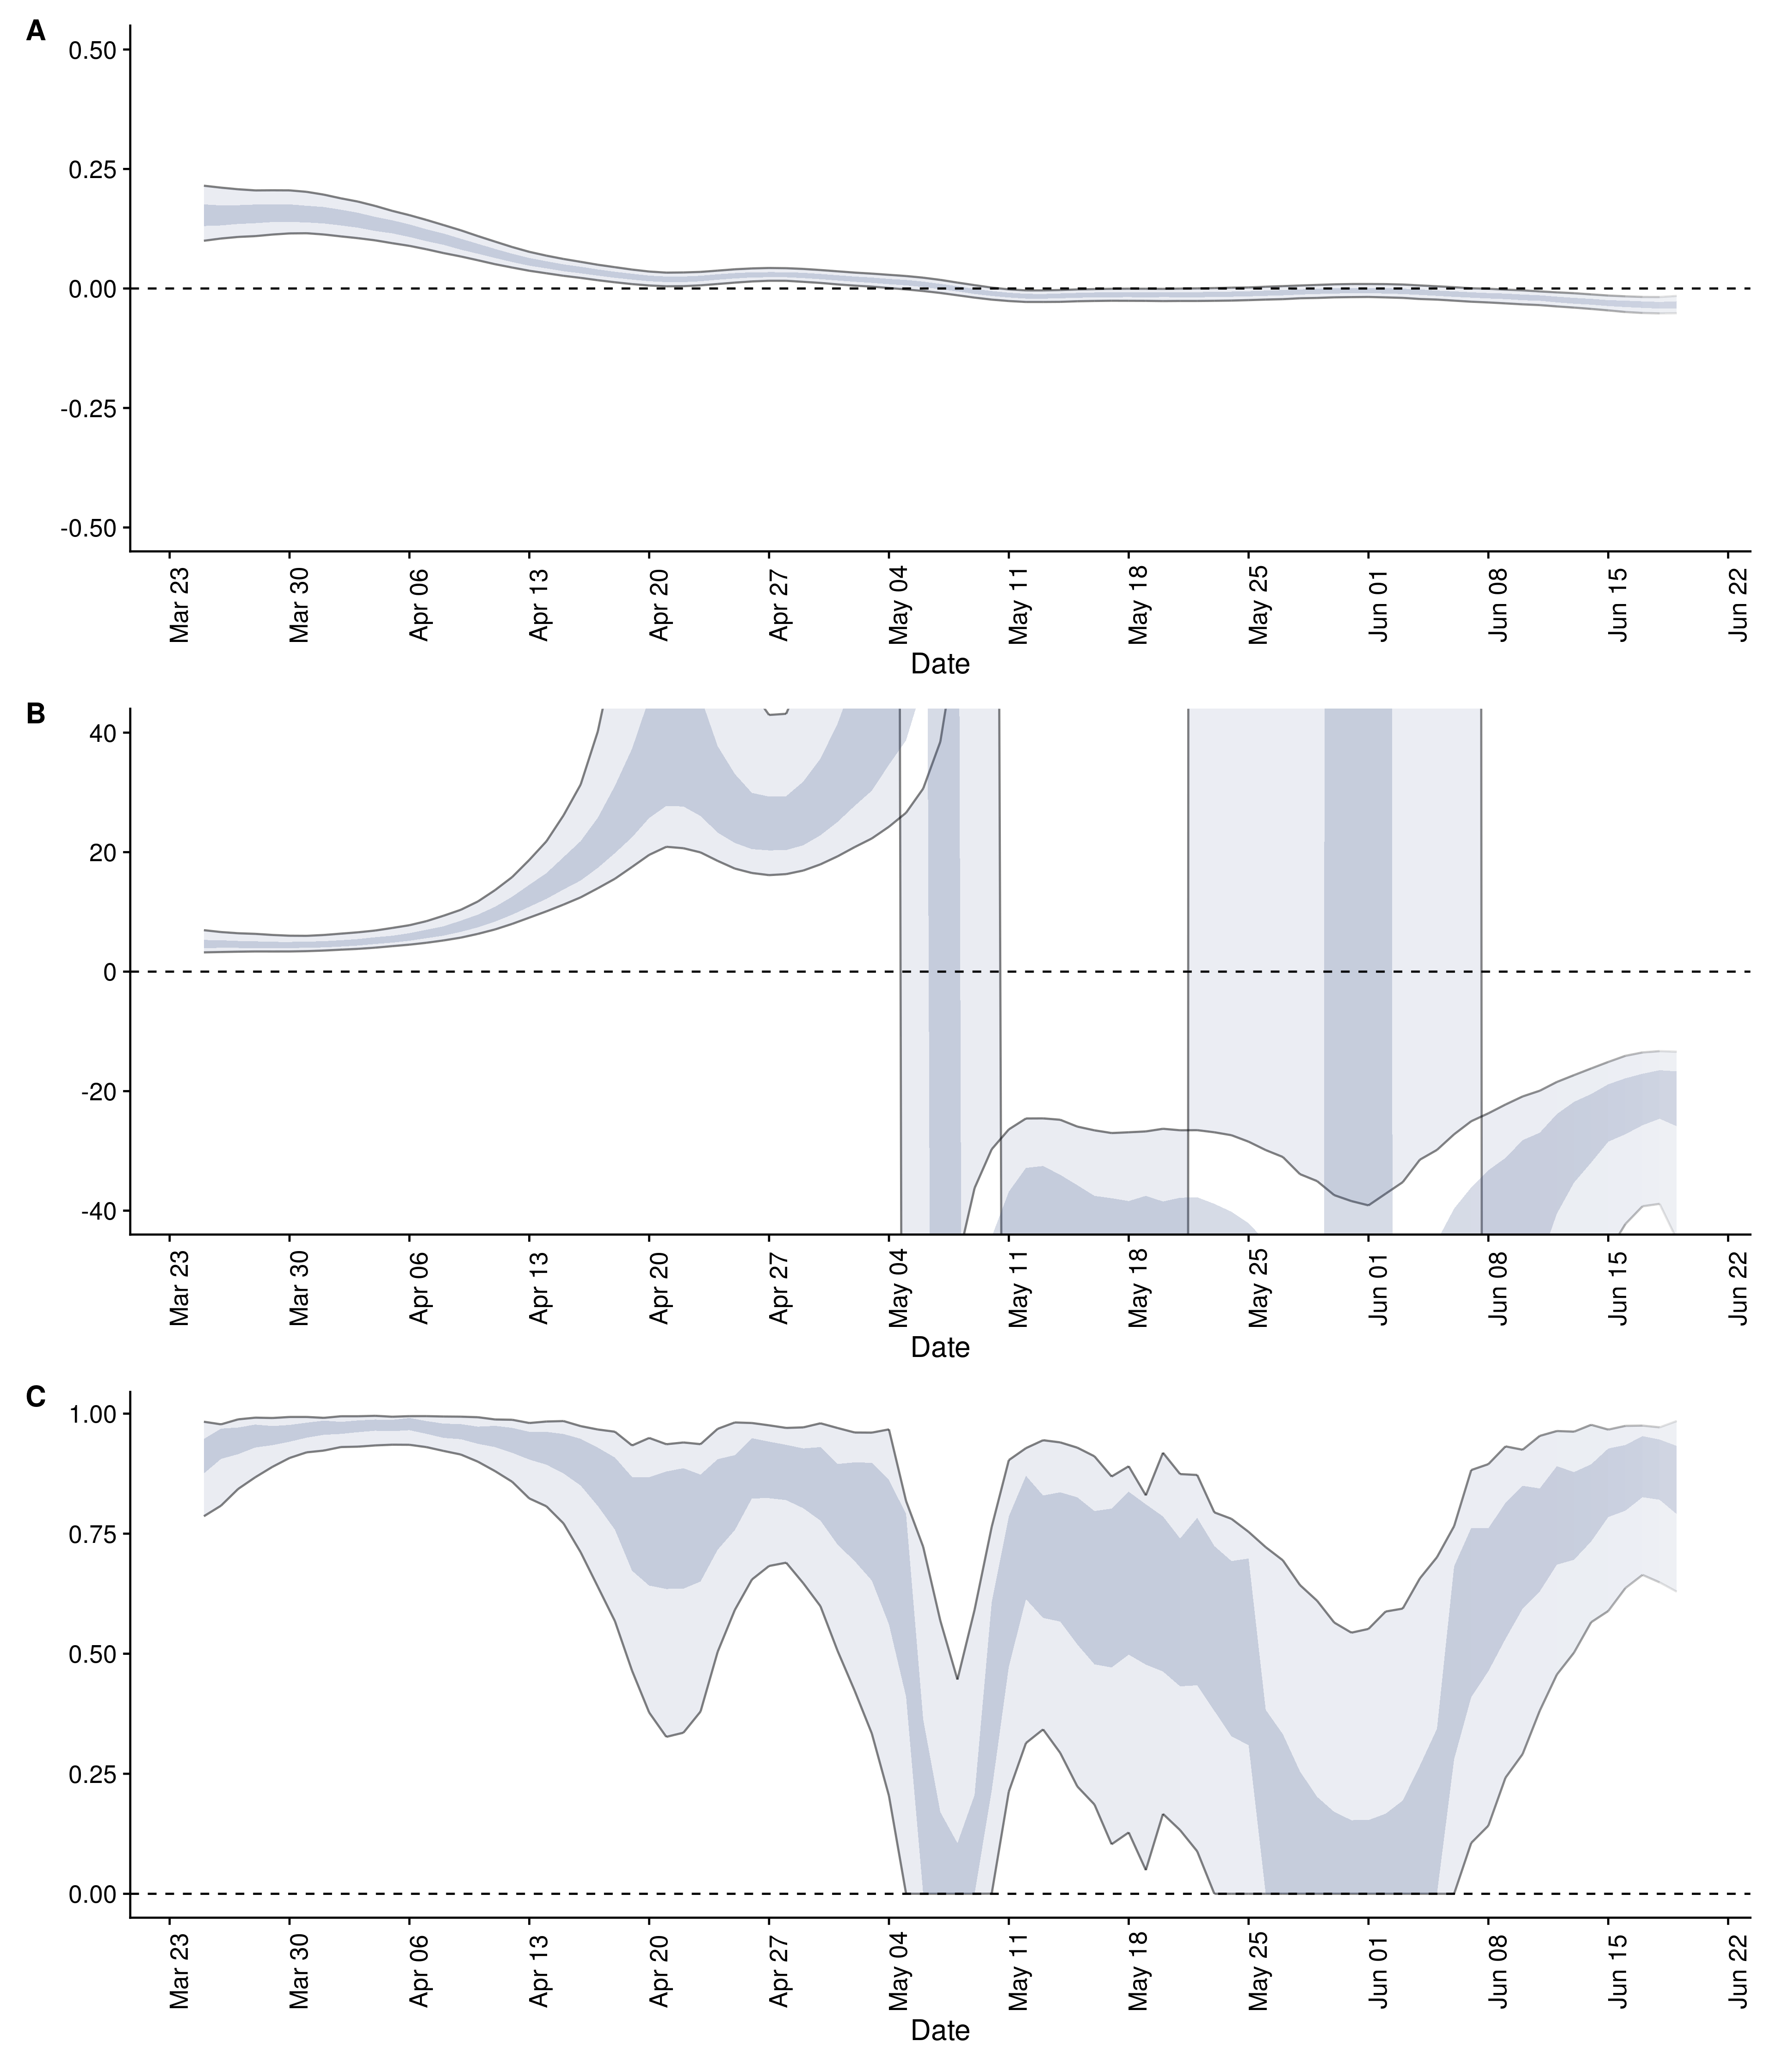 A
0.50
0.25
0.00
-0.25
-0.50
Mar 23
Mar 30
Apr 06
Apr 13
Apr 20
Apr 27
May 04
May 11
May 18
May 25
Jun 01
Jun 08
Jun 15
Jun 22
Date
B
40
20
0
-20
-40
Mar 23
Mar 30
Apr 06
Apr 13
Apr 20
Apr 27
May 04
May 11
May 18
May 25
Jun 01
Jun 08
Jun 15
Jun 22
Date
C
1.00
0.75
0.50
0.25
0.00
Mar 23
Mar 30
Apr 06
Apr 13
Apr 20
Apr 27
May 04
May 11
May 18
May 25
Jun 01
Jun 08
Jun 15
Jun 22
Date